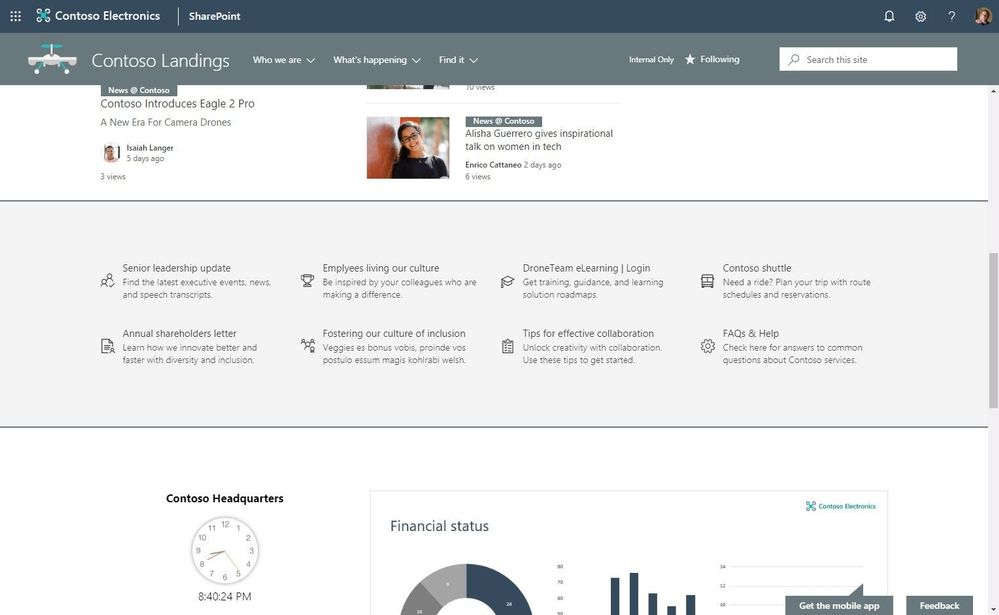 Contoso Electronics
SharePoint
?
Contoso Landings
Who we are
What's happening
Find it
Internal Only
Following
Search this site
News @ Contoso
Contoso Introduces Eagle 2 Pro
A New Era For Camera Drones
Isaiah Langer
5 days ago
3 views
10 views
News @ Contoso
Alisha Guerrero gives inspirational
talk on women in tech
Enrico Cattaneo 2 days ago
6 views
Senior leadership update
Find the latest executive events, news,
and speech transcripts.
Emplyees living our culture
Be inspired by your colleagues who are
making a difference.
DroneTeam eLearning | Login
Get training, guidance, and learning
solution roadmaps.
Contoso shuttle
Need a ride? Plan your trip with route
schedules and reservations.
Annual shareholders letter
Learn how we innovate better and
faster with diversity and inclusion.
Fostering our culture of inclusion
Veggies es bonus vobis, proinde vos
postulo essum magis kohlrabi welsh.
Tips for effective collaboration
Unlock creativity with collaboration.
Use these tips to get started.
FAQs & Help
Check here for answers to common
questions about Contoso services.
Contoso Headquarters
12
1
2
3
4
5
6
7
8
9
10
11
8:40:24 PM
Contoso Electronics
Financial status
9
24
80
70
60
14
12
10
Get the mobile app
Feedback